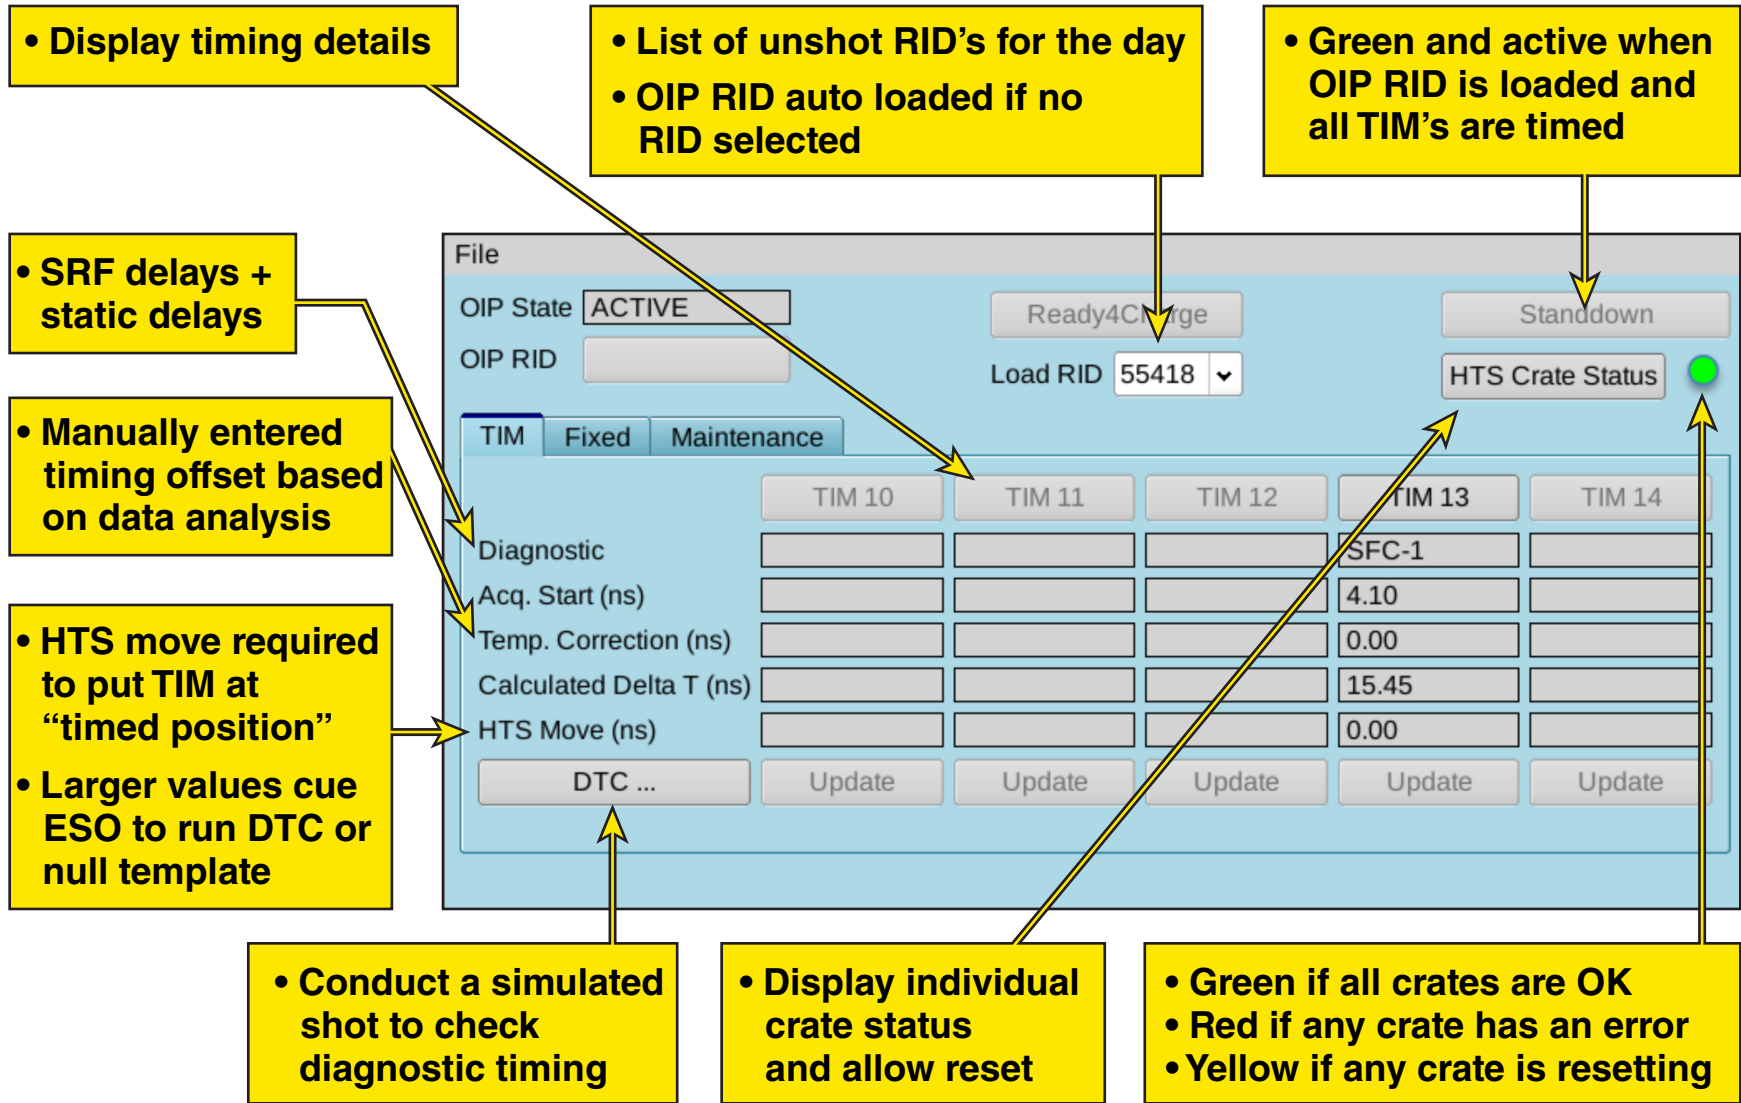 • Display timing details
• List of unshot RID's for the day
• OIP RID auto loaded if no
RID selected
• Green and active when
OIP RID is loaded and
all TIM's are timed
• SRF delays +
static delays
• Manually entered
timing offset based
on data analysis
• HTS move required
to put TIM at
“timed position”
• Larger values cue
ESO to run DTC or
null template
File
OIP State ACTIVE Ready4Charge Standdown
OIP RID Load RID 55418 HTS Crate Status
TIM Fixed Maintenance
TIM 10 TIM 11 TIM 12 TIM 13 TIM 14
Diagnostic SFC-1
Acq. Start (ns) 4.10
Temp. Correction (ns) 0.00
Calculated Delta T (ns) 15.45
HTS Move (ns) 0.00
DTC ... Update Update Update Update Update
• Conduct a simulated
shot to check
diagnostic timing
• Display individual
crate status
and allow reset
• Green if all crates are OK
• Red if any crate has an error
• Yellow if any crate is resetting